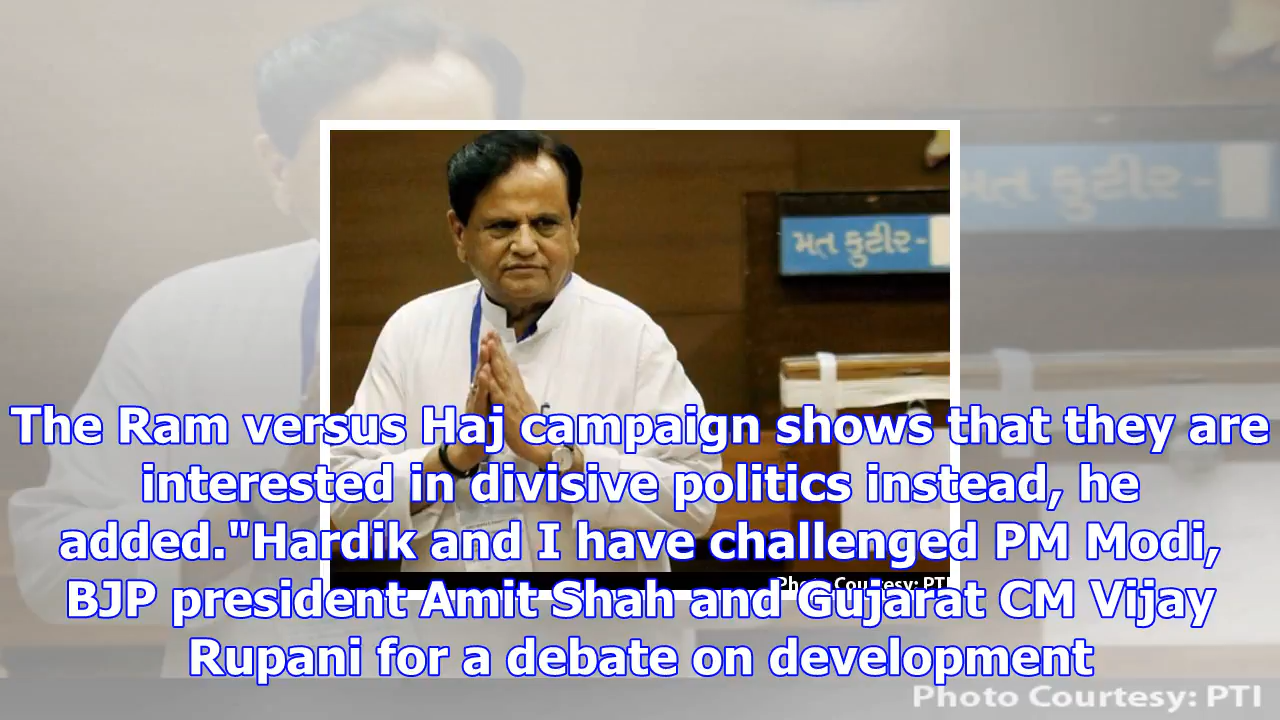 મત કુટીર-
મત કુટીર-
The Ram versus Haj campaign shows that they are
interested in divisive politics instead, he
added."Hardik and I have challenged PM Modi,
Photo Courtesy: PTI
BJP president Amit Shah and Gujarat CM Vijay
Rupani for a debate on development
Photo Courtesy: PTI